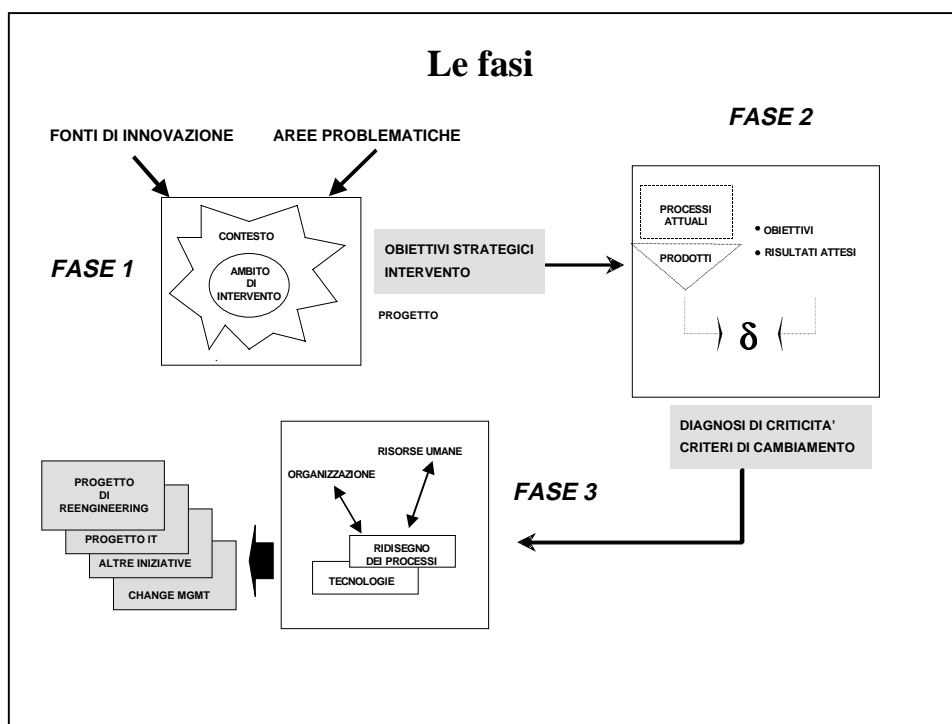 Le fasi
FONTI DI INNOVAZIONE
AREE PROBLEMATICHE
FASE 1
CONTESTO
AMBITO
DI
INTERVENTO
OBIETTIVI STRATEGICI
INTERVENTO
PROGETTO
FASE 2
PROCESSI
ATTUALI
PRODOTTI
• OBIETTIVI
• RISULTATI ATTESI
δ
DIAGNOSI DI CRITICITA’
CRITERI DI CAMBIAMENTO
FASE 3
RISORSE UMANE
ORGANIZZAZIONE
RIDISEGNO
DEI PROCESSI
TECNOLOGIE
PROGETTO
DI
REENGINEERING
PROGETTO IT
ALTRE INIZIATIVE
CHANGE MGMT